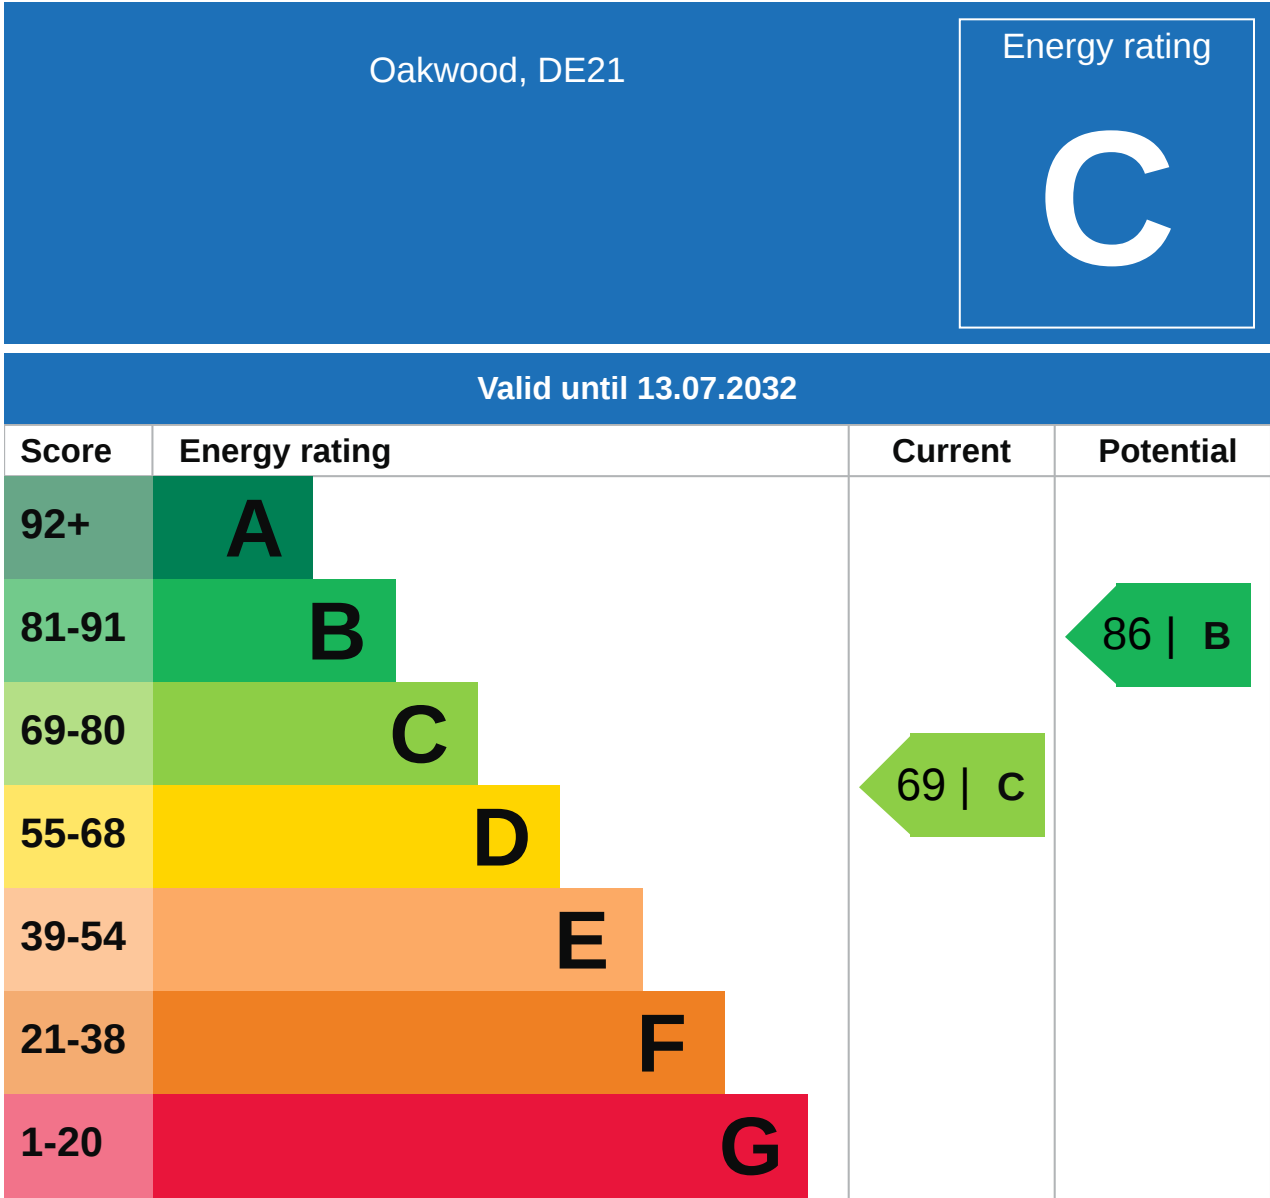 Oakwood, DE21
Energy rating
C
Valid until 13.07.2032
Score Energy rating Current Potential
92+ A
81-91 B 86 | B
69-80 C 69 | C
55-68 D
39-54 E
21-38 F
1-20 G